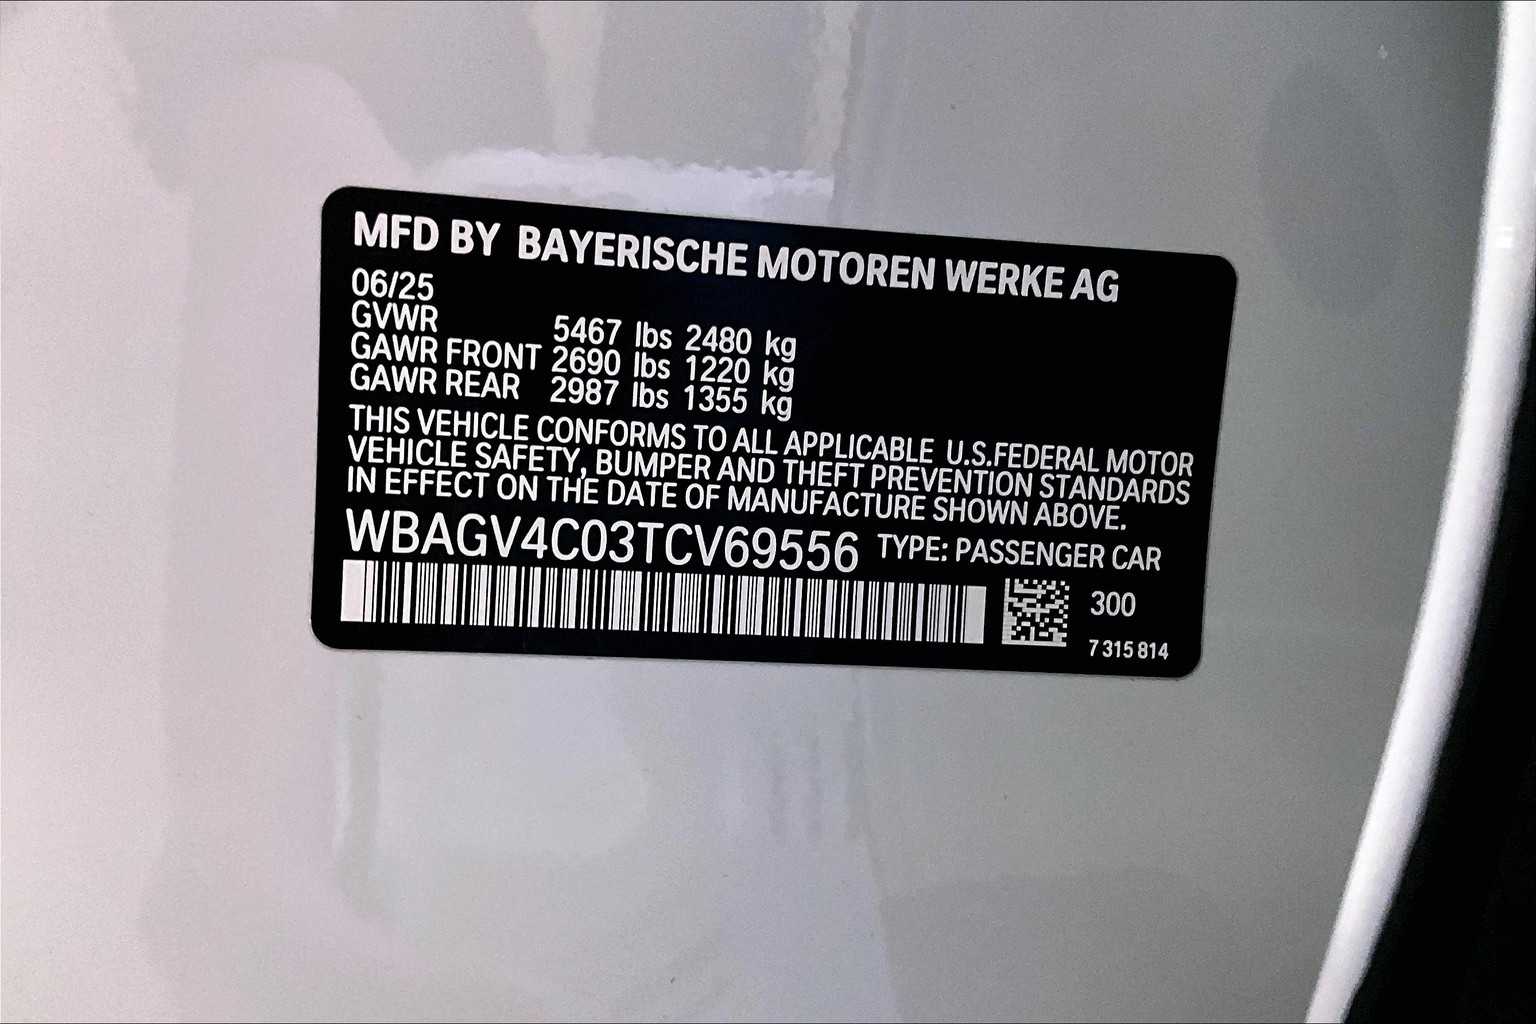 MFD BY BAYERISCHE MOTOREN WERKE AG
06/25
GVWR 5467 lbs 2480 kg
GAWR FRONT 2690 lbs 1220 kg
GAWR REAR 2987 lbs 1355 kg
THIS VEHICLE CONFORMS TO ALL APPLICABLE U.S.FEDERAL MOTOR
VEHICLE SAFETY, BUMPER AND THEFT PREVENTION STANDARDS
IN EFFECT ON THE DATE OF MANUFACTURE SHOWN ABOVE.
WBAGV4C03TCV69556 TYPE: PASSENGER CAR
300
7 315 814